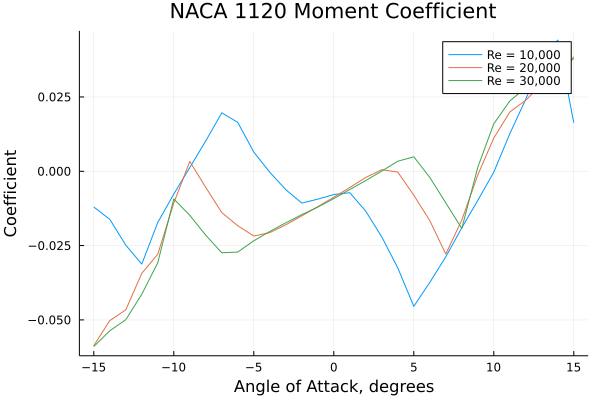 NACA 1120 Moment Coefficient
Re = 10,000
Re = 20,000
Re = 30,000
0.025
0.000
−0.025
−0.050
Coefficient
−15 −10 −5 0 5 10 15
Angle of Attack, degrees